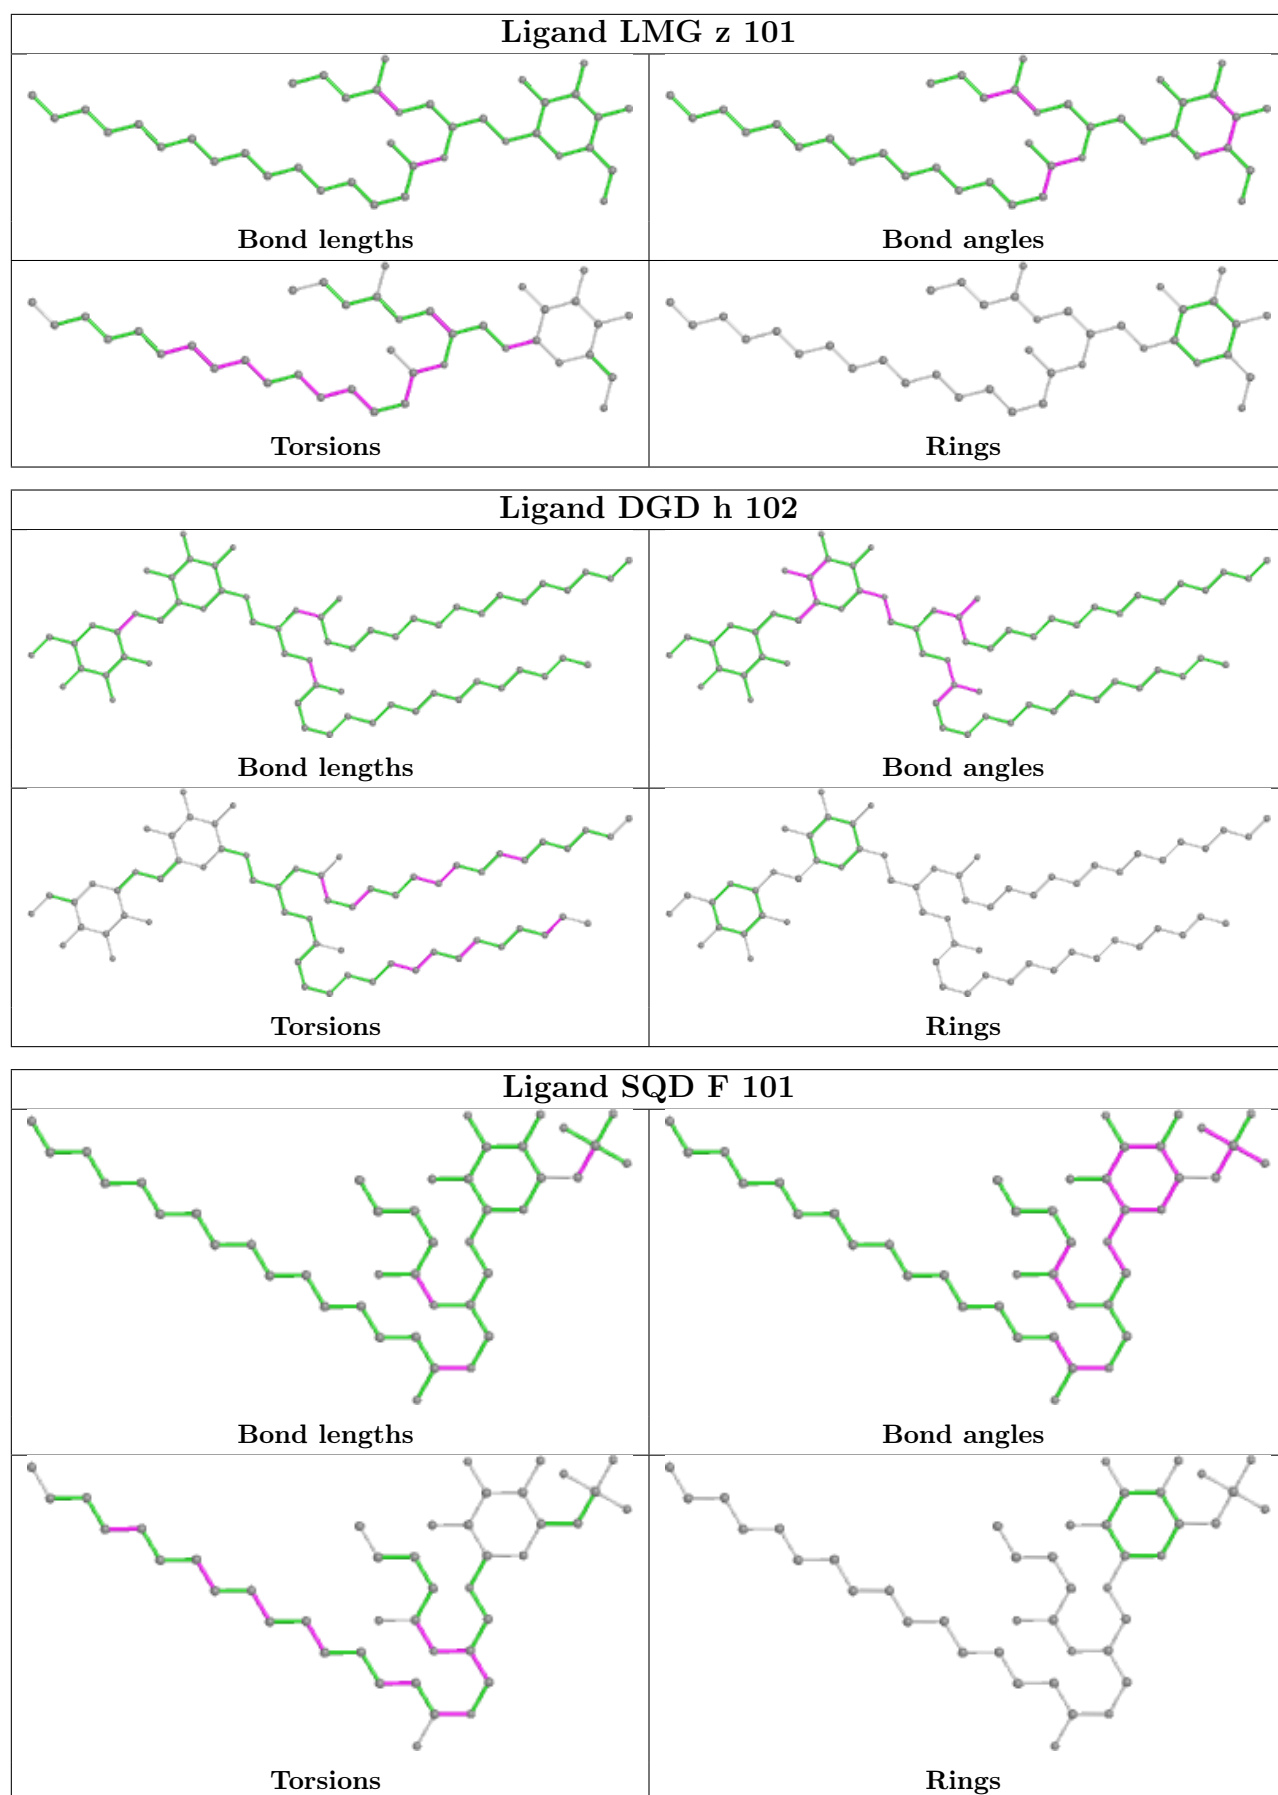 Ligand LMG z 101
Bond lengths
Bond angles
Torsions
Rings
Ligand DGD h 102
Bond lengths
Bond angles
Torsions
Rings
Ligand SQD F 101
Bond lengths
Bond angles
Torsions
Rings